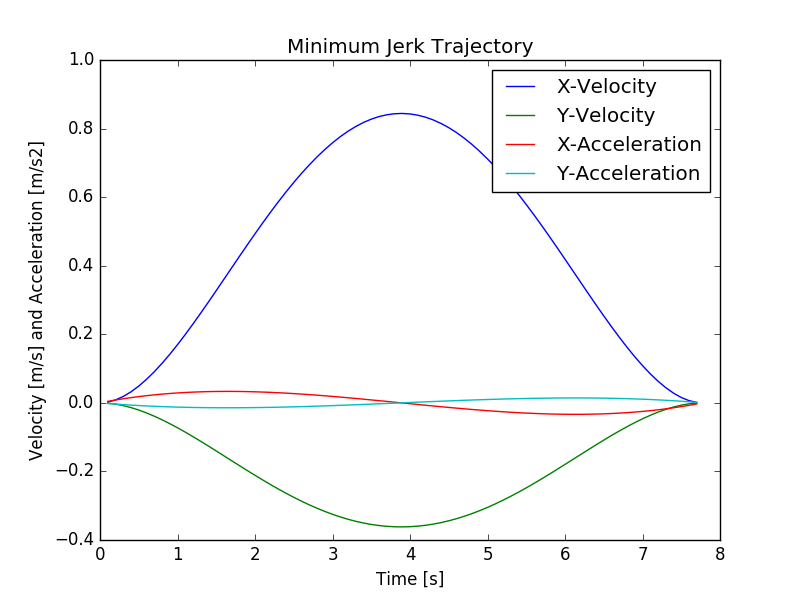 Minimum Jerk Trajectory
1.0
0.8
0.6
0.4
0.2
0.0
−0.2
−0.4
Velocity [m/s] and Acceleration [m/s2]
X-Velocity
Y-Velocity
X-Acceleration
Y-Acceleration
0 1 2 3 4 5 6 7 8
Time [s]